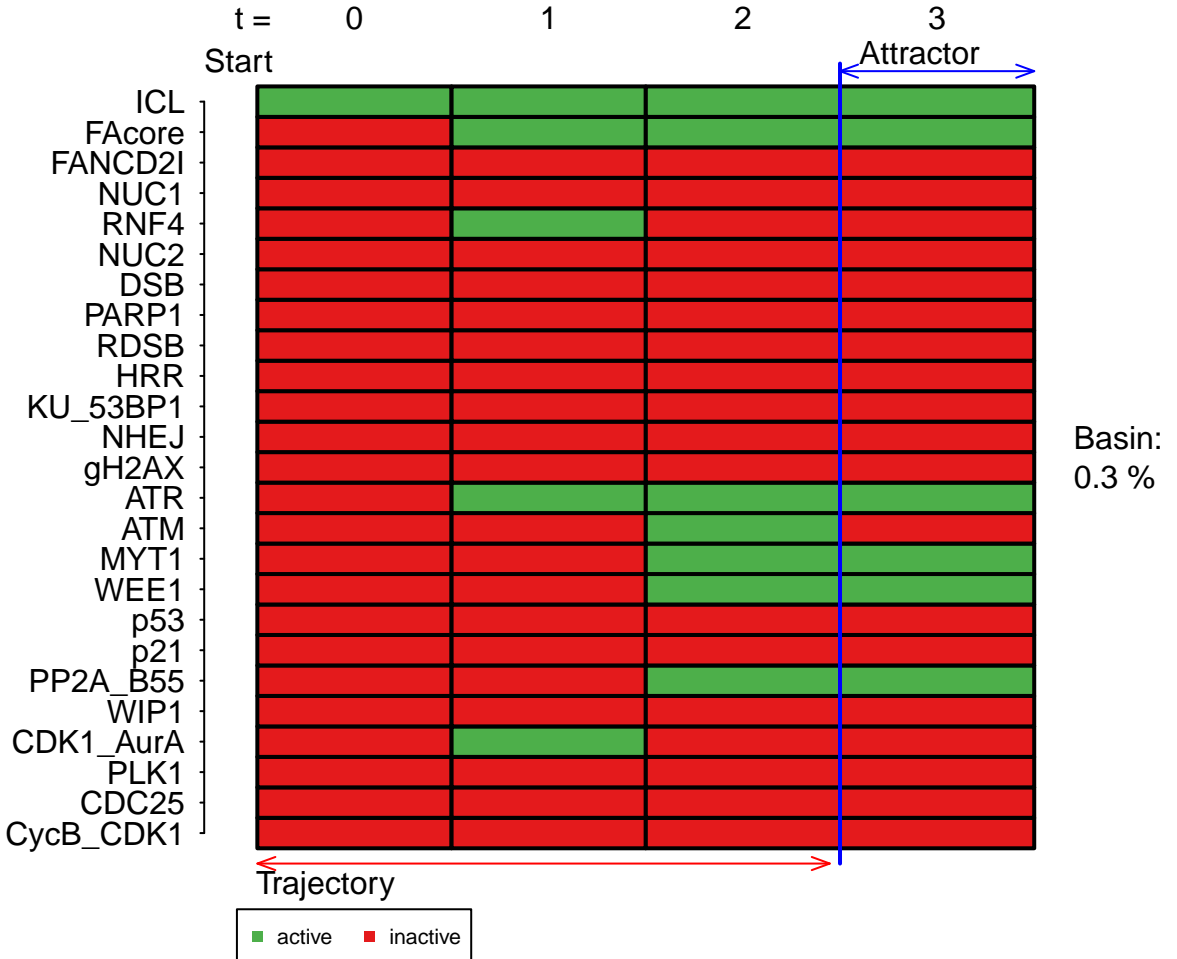 t = 0 1 2 3
Start
Attractor
ICL
FAcore
FANCD2I
NUC1
RNF4
NUC2
DSB
PARP1
RDSB
HRR
KU_53BP1
NHEJ
gH2AX
ATR
ATM
MYT1
WEE1
p53
p21
PP2A_B55
WIP1
CDK1_AurA
PLK1
CDC25
CycB_CDK1
Basin:
0.3 %
Trajectory
active inactive